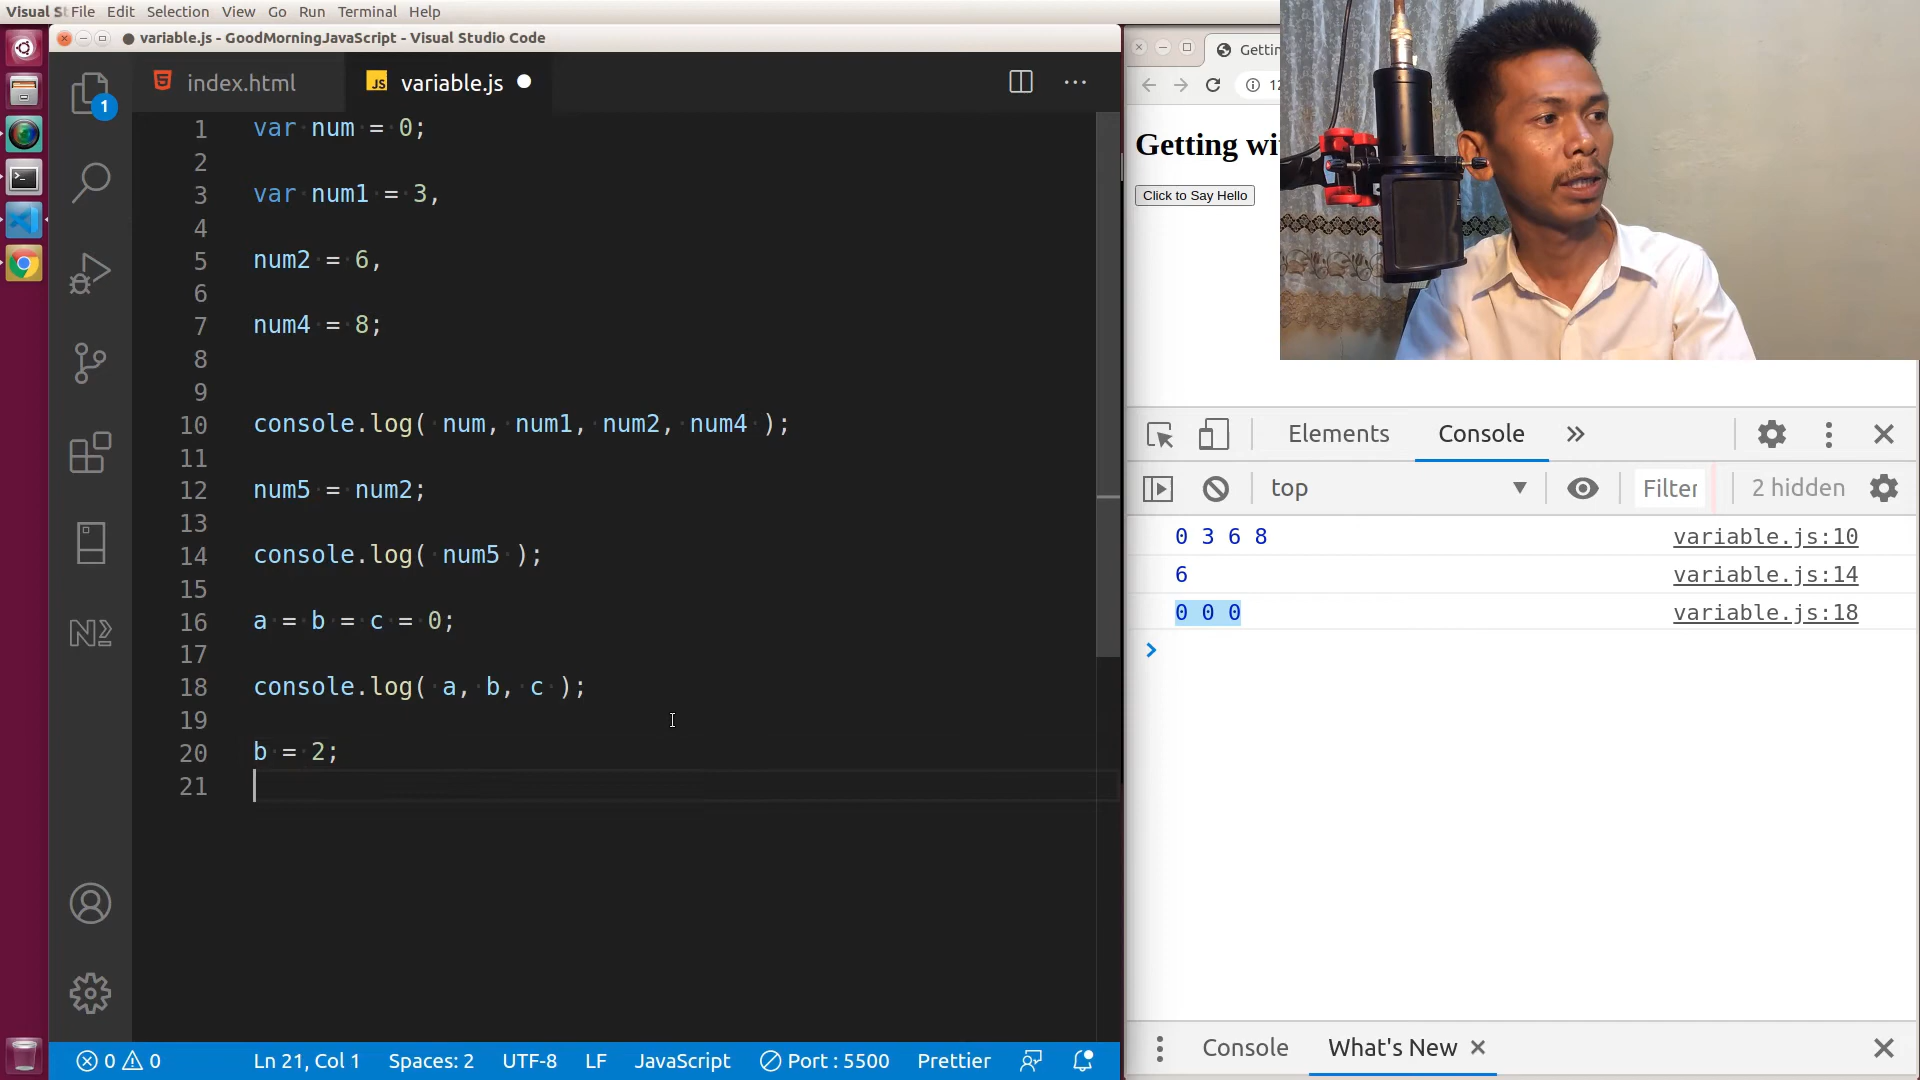 Visual St File Edit Selection View Go Run Terminal Help
variable.js - GoodMorningJavaScript - Visual Studio Code
index.html
JS variable.js
1 var num = 0;
2
3 var num1 = 3,
4
5 num2 = 6,
6
7 num4 = 8;
8
9
10 console.log( num, num1, num2, num4 );
11
12 num5 = num2;
13
14 console.log( num5 );
15
16 a = b = c = 0;
17
18 console.log( a, b, c );
19
20 b = 2;
21
1
0 0 Ln 21, Col 1 Spaces: 2 UTF-8 LF JavaScript Port : 5500 Prettier
Getti
12
Getting wi
Click to Say Hello
Elements Console
top Filter 2 hidden
0 3 6 8 variable.js:10
6 variable.js:14
0 0 0 variable.js:18
Console What's New